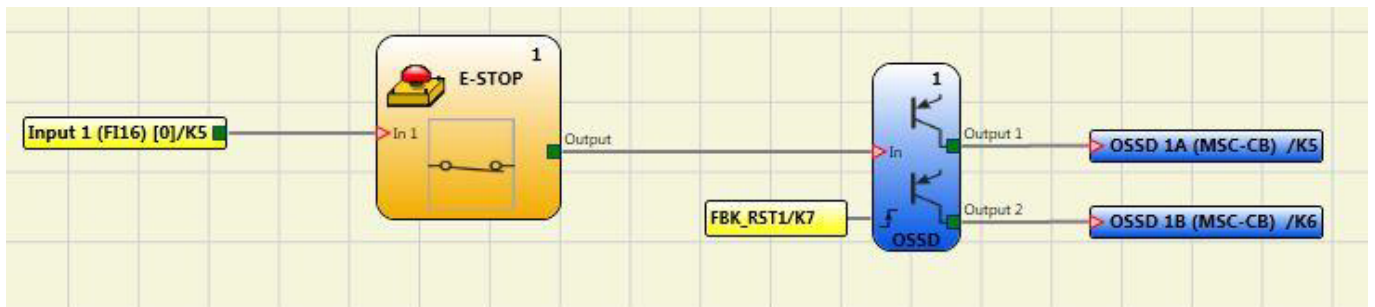 1
E-STOP
Input 1 (FI16) [0]/K5
In 1
Output
1
In
Output 1
OSSD 1A (MSC-CB) /K5
FBK_RST1/K7
Output 2
OSSD 1B (MSC-CB) /K6
OSSD